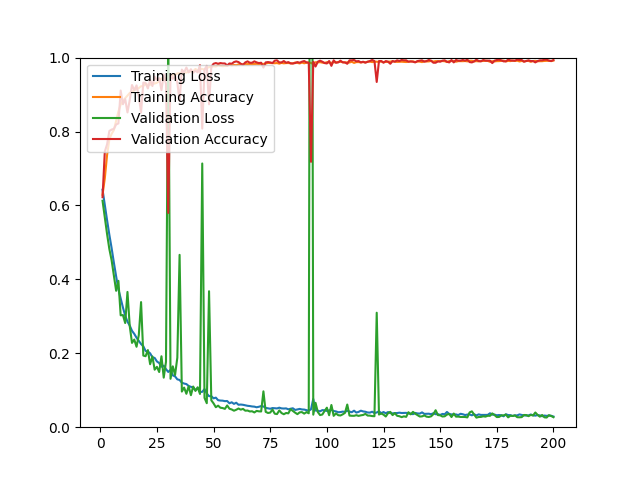 1.0
0.8
0.6
0.4
0.2
0.0
Training Loss
Training Accuracy
Validation Loss
Validation Accuracy
0 25 50 75 100 125 150 175 200